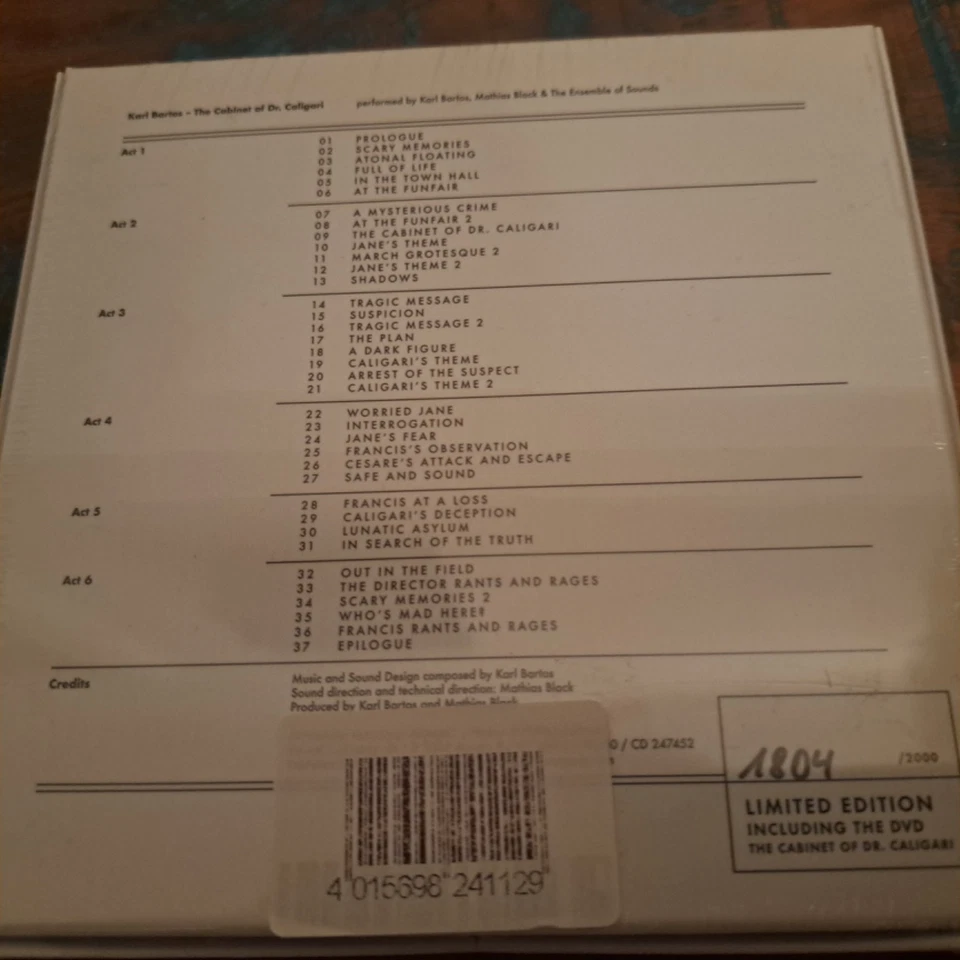 Karl Bartos – The Cabinet of Dr. Caligari performed by Karl Bartos, Mathias Black & The Ensemble of Sounds
Act 1
01 PROLOGUE
02 SCARY MEMORIES
03 ATONAL FLOATING
04 FULL OF LIFE
05 IN THE TOWN HALL
06 AT THE FUNFAIR
Act 2
07 A MYSTERIOUS CRIME
08 AT THE FUNFAIR 2
09 THE CABINET OF DR. CALIGARI
10 JANE'S THEME
11 MARCH GROTESQUE 2
12 JANE'S THEME 2
13 SHADOWS
Act 3
14 TRAGIC MESSAGE
15 SUSPICION
16 TRAGIC MESSAGE 2
17 THE PLAN
18 A DARK FIGURE
19 CALIGARI'S THEME
20 ARREST OF THE SUSPECT
21 CALIGARI'S THEME 2
Act 4
22 WORRIED JANE
23 INTERROGATION
24 JANE'S FEAR
25 FRANCIS'S OBSERVATION
26 CESARE'S ATTACK AND ESCAPE
27 SAFE AND SOUND
Act 5
28 FRANCIS AT A LOSS
29 CALIGARI'S DECEPTION
30 LUNATIC ASYLUM
31 IN SEARCH OF THE TRUTH
Act 6
32 OUT IN THE FIELD
33 THE DIRECTOR RANTS AND RAGES
34 SCARY MEMORIES 2
35 WHO'S MAD HERE?
36 FRANCIS RANTS AND RAGES
37 EPILOGUE
Credits
Music and Sound Design composed by Karl Bartos
Sound direction and technical direction: Mathias Black
Produced by Karl Bartos and Mathias Black
0 / CD 247452
1804 /2000
LIMITED EDITION
INCLUDING THE DVD
THE CABINET OF DR. CALIGARI
4 015698 241129